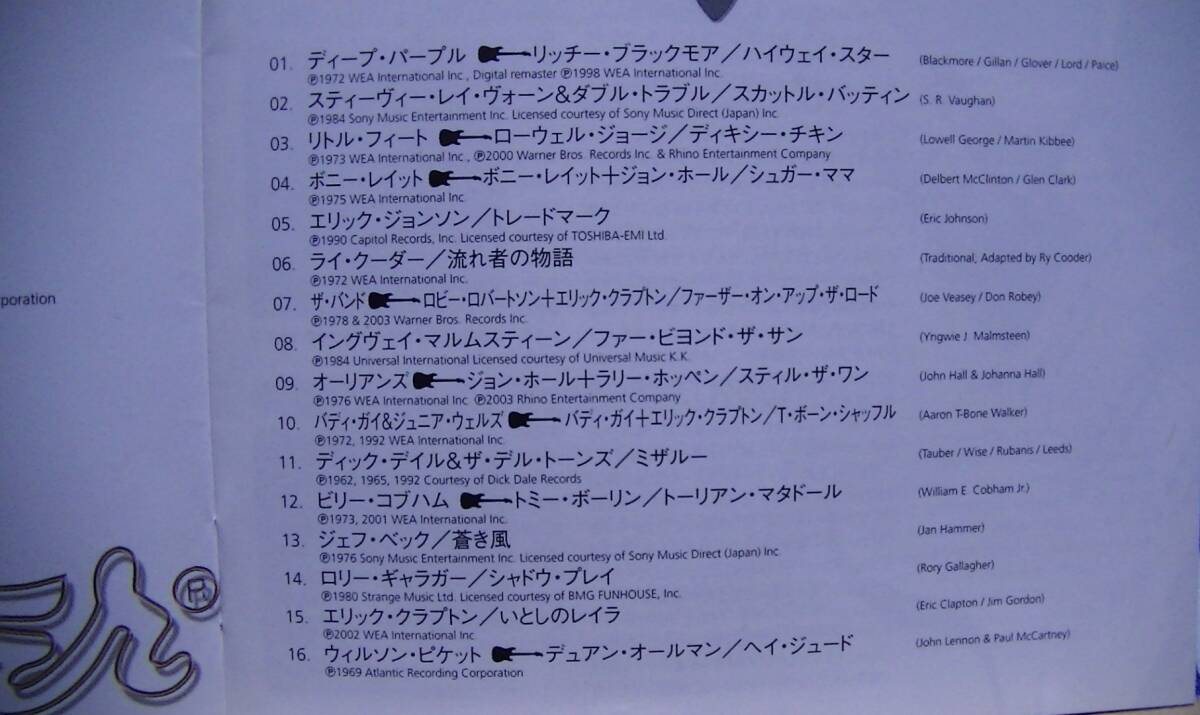 poration
01. ディープ・パープル リッチー・ブラックモア／ハイウェイ・スター (Blackmore / Gillan / Glover / Lord / Paice)
Ⓟ1972 WEA International Inc., Digital remaster Ⓟ1998 WEA International Inc.
02. スティーヴィー・レイ・ヴォーン&ダブル・トラブル／スカットル・バッティン (S. R. Vaughan)
Ⓟ1984 Sony Music Entertainment Inc. Licensed courtesy of Sony Music Direct (Japan) Inc.
03. リトル・フィート ローウェル・ジョージ／ディキシー・チキン (Lowell George / Martin Kibbee)
Ⓟ1973 WEA International Inc., Ⓟ2000 Warner Bros. Records Inc. & Rhino Entertainment Company
04. ボニー・レイット ボニー・レイット＋ジョン・ホール／シュガー・ママ (Delbert McClinton / Glen Clark)
Ⓟ1975 WEA International Inc.
05. エリック・ジョンソン／トレードマーク (Eric Johnson)
Ⓟ1990 Capitol Records, Inc. Licensed courtesy of TOSHIBA-EMI Ltd.
06. ライ・クーダー／流れ者の物語 (Traditional, Adapted by Ry Cooder)
Ⓟ1972 WEA International Inc.
07. ザ・バンド ロビー・ロバートソン＋エリック・クラプトン／ファーザー・オン・アップ・ザ・ロード (Joe Veasey / Don Robey)
Ⓟ1978 & 2003 Warner Bros. Records Inc.
08. イングヴェイ・マルムスティーン／ファー・ビヨンド・ザ・サン (Yngwie J. Malmsteen)
Ⓟ1984 Universal International Licensed courtesy of Universal Music K.K.
09. オーリアンズ ジョン・ホール＋ラリー・ホッペン／スティル・ザ・ワン (John Hall & Johanna Hall)
Ⓟ1976 WEA International Inc. Ⓟ2003 Rhino Entertainment Company
10. バディ・ガイ&ジュニア・ウェルズ バディ・ガイ＋エリック・クラプトン／T・ボーン・シャッフル (Aaron T-Bone Walker)
Ⓟ1972, 1992 WEA International Inc.
11. ディック・デイル&ザ・デル・トーンズ／ミザルー (Tauber / Wise / Rubanis / Leeds)
Ⓟ1962, 1965, 1992 Courtesy of Dick Dale Records
12. ビリー・コブハム トミー・ボーリン／トーリアン・マタドール (William E. Cobham Jr.)
Ⓟ1973, 2001 WEA International Inc.
13. ジェフ・ベック／蒼き風 (Jan Hammer)
Ⓟ1976 Sony Music Entertainment Inc. Licensed courtesy of Sony Music Direct (Japan) Inc.
14. ロリー・ギャラガー／シャドウ・プレイ (Rory Gallagher)
Ⓟ1980 Strange Music Ltd. Licensed courtesy of BMG FUNHOUSE, Inc.
15. エリック・クラプトン／いとしのレイラ (Eric Clapton / Jim Gordon)
Ⓟ2002 WEA International Inc.
16. ウィルソン・ピケット デュアン・オールマン／ヘイ・ジュード (John Lennon & Paul McCartney)
Ⓟ1969 Atlantic Recording Corporation